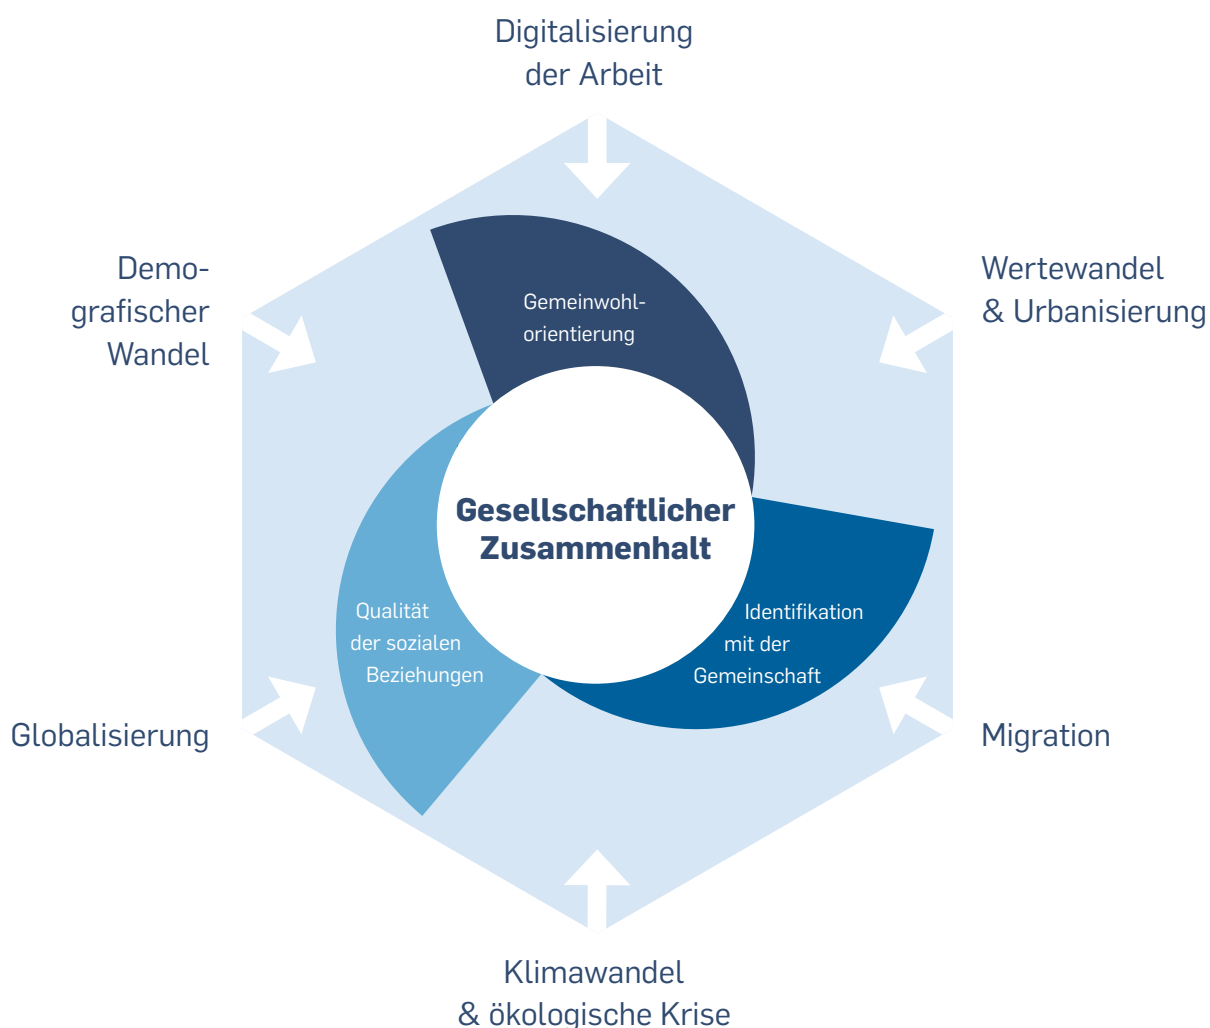 Digitalisierung
der Arbeit
Demo-
grafischer
Wandel
Wertewandel
& Urbanisierung
Gemeinwohl-
orientierung
Gesellschaftlicher
Zusammenhalt
Qualität
der sozialen
Beziehungen
Identifikation
mit der
Gemeinschaft
Globalisierung
Migration
Klimawandel
& ökologische Krise